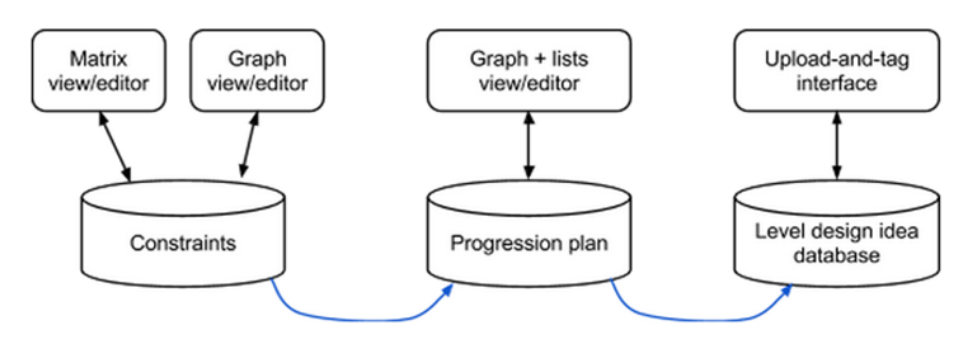 Matrix
view/editor
Graph
view/editor
Graph + lists
view/editor
Upload-and-tag
interface
Constraints
Progression plan
Level design idea
database